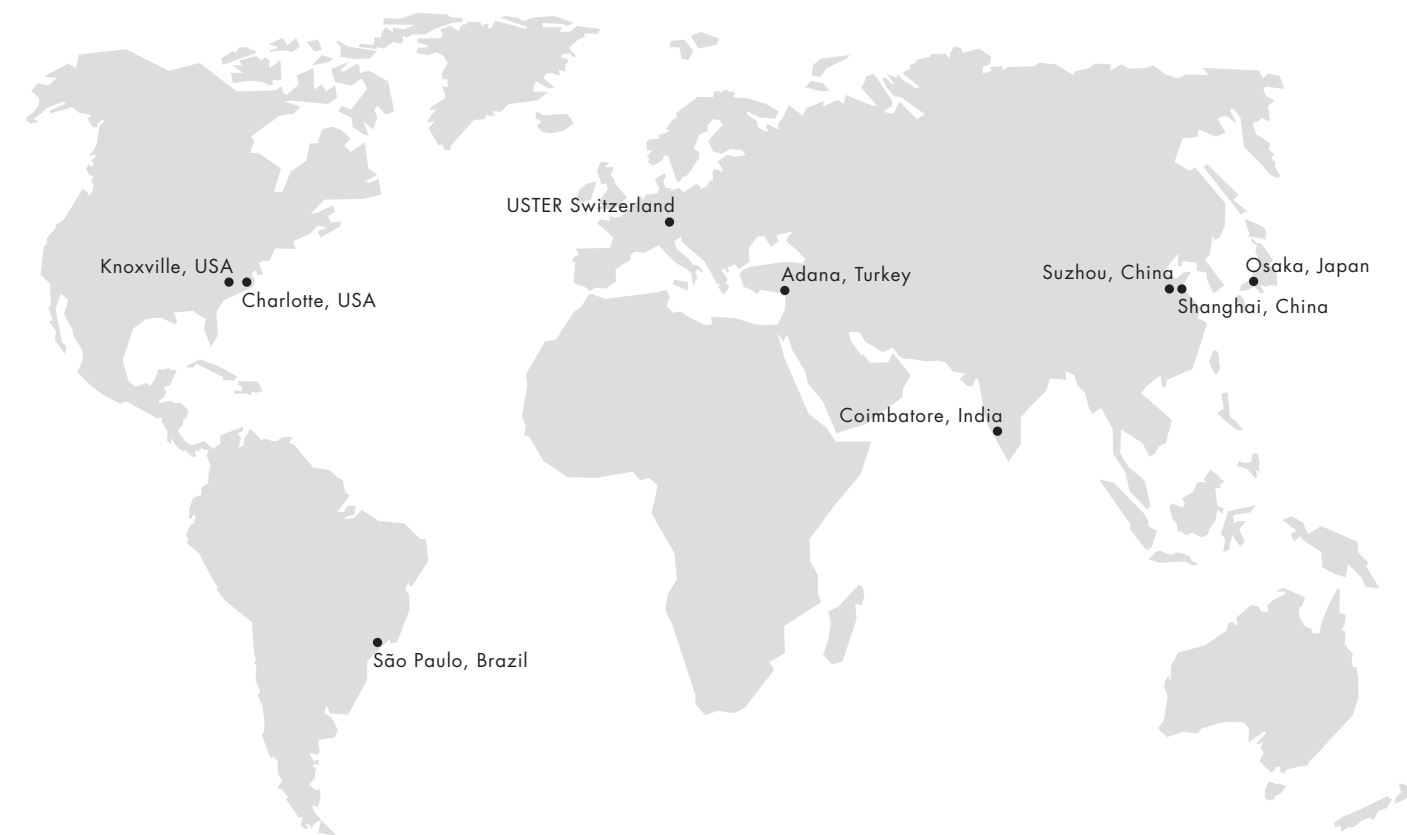 USTER Switzerland
Knoxville, USA
Charlotte, USA
Adana, Turkey
Suzhou, China
Osaka, Japan
Shanghai, China
Coimbatore, India
São Paulo, Brazil